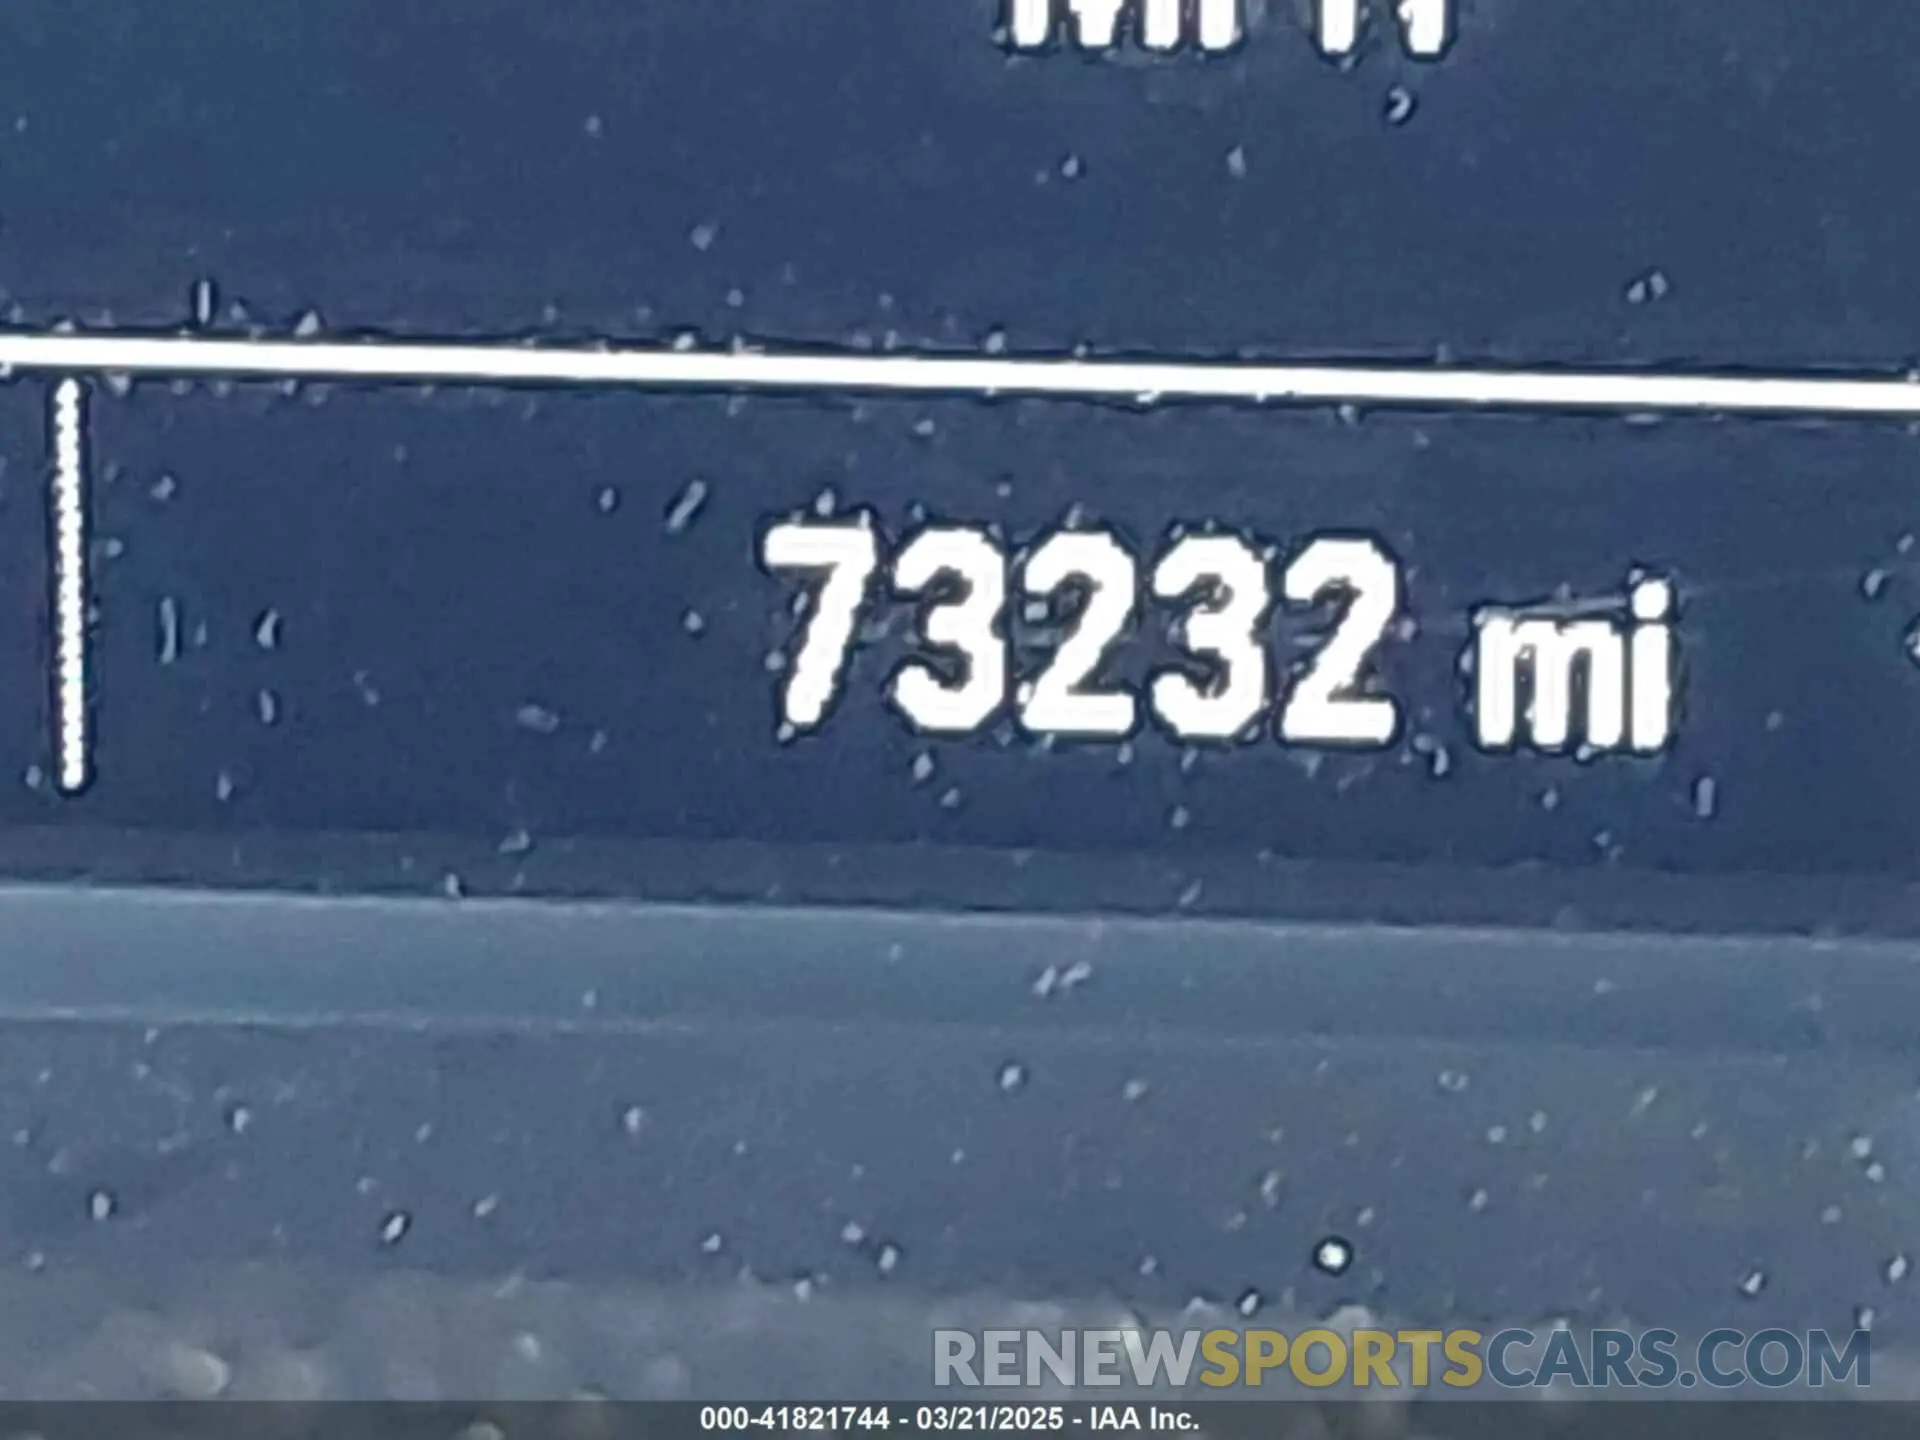 73232 mi
RENEWSPORTSCARS.COM
000-41821744 - 03/21/2025 - IAA Inc.